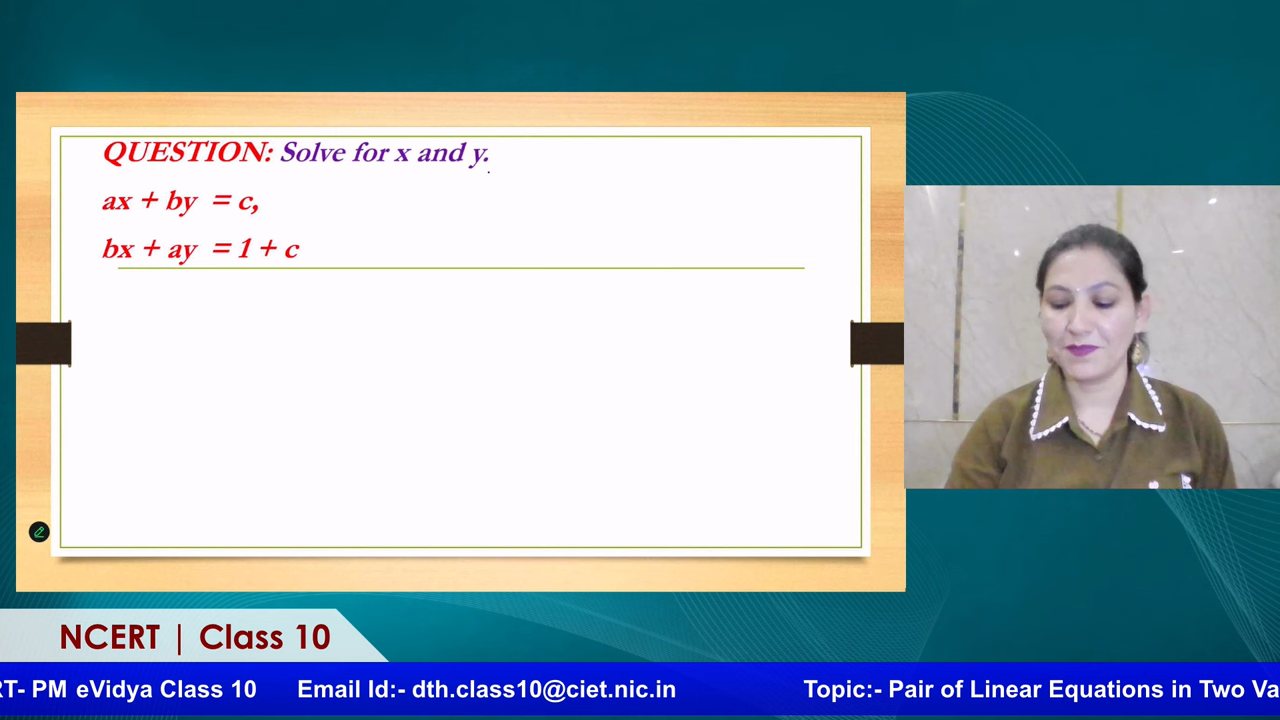 QUESTION: Solve for x and y.
ax + by = c,
bx + ay = 1 + c
NCERT | Class 10
RT- PM eVidya Class 10 Email Id:- dth.class10@ciet.nic.in Topic:- Pair of Linear Equations in Two Va